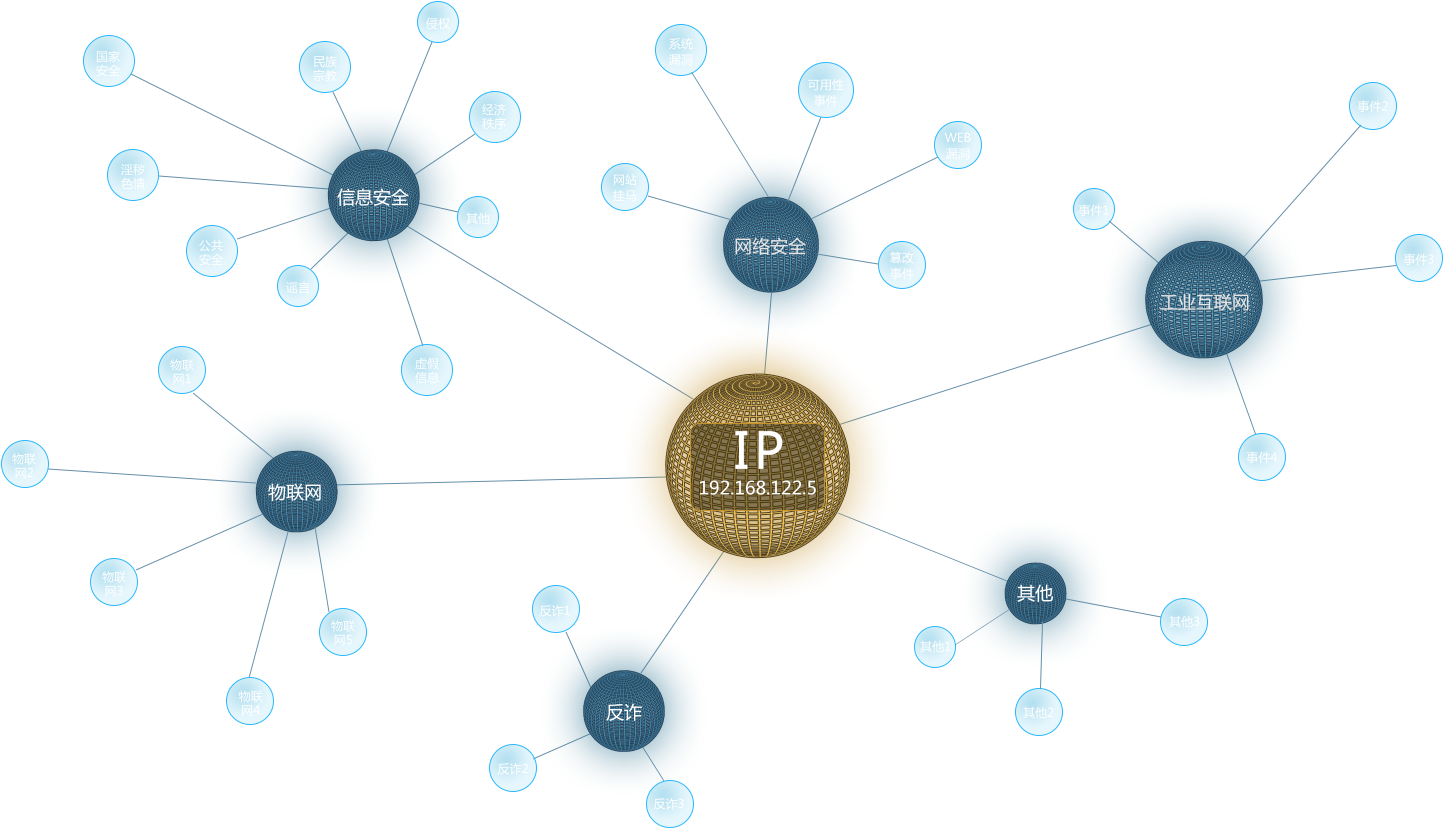 侵权
国家
安全
民族
宗教
经济
秩序
淫秽
色情
信息安全
其他
公共
安全
谣言
虚假
信息
系统
漏洞
可用性
事件
WEB
漏洞
网站
挂马
网络安全
篡改
事件
事件2
事件1
事件3
工业互联网
事件4
IP
192.168.122.5
物联
网1
物联
网2
物联网
物联
网3
物联
网5
物联
网4
反诈1
反诈
反诈2
反诈3
其他
其他1
其他3
其他2